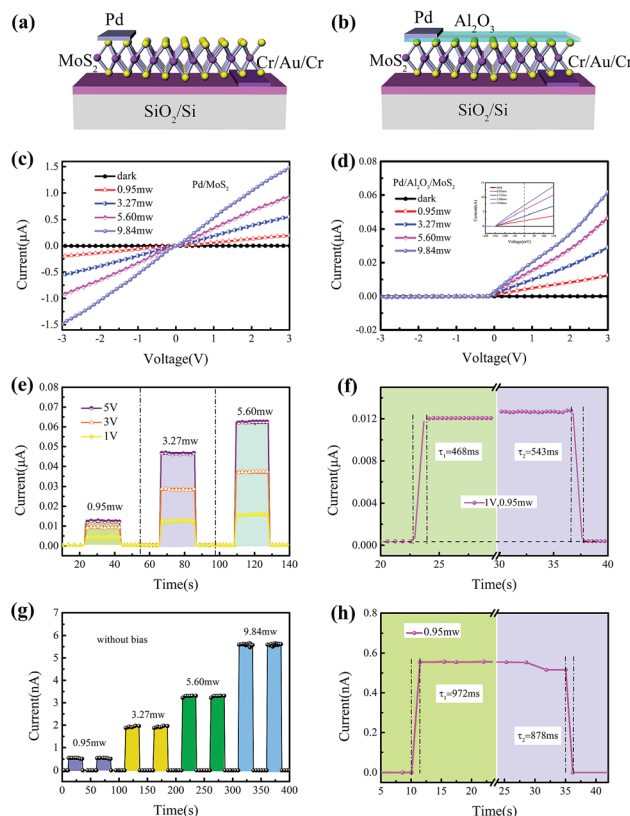 (a)
Pd
MoS2
Cr/Au/Cr
SiO2/Si
(b)
Pd
Al2O3
MoS2
Cr/Au/Cr
SiO2/Si
(c)
1.5
1.0
0.5
0.0
-0.5
-1.0
-1.5
Current(μA)
dark
0.95mw
3.27mw
5.60mw
9.84mw
Pd/MoS2
-3 -2 -1 0 1 2 3
Voltage(V)
(d)
0.08
0.06
0.04
0.02
0.00
-0.02
Current(μA)
Pd/Al2O3/MoS2
dark
0.95mw
3.27mw
5.60mw
9.84mw
Voltage(mV)
-3 -2 -1 0 1 2 3
Voltage(V)
(e)
0.08
0.07
0.06
0.05
0.04
0.03
0.02
0.01
0.00
Current(μA)
5V
3V
1V
0.95mw
3.27mw
5.60mw
20 40 60 80 100 120 140
Time(s)
(f)
0.012
0.008
0.004
0.000
Current(μA)
τ1=468ms
τ2=543ms
1V,0.95mw
20 25 30 35 40
Time(s)
(g)
7
6
5
4
3
2
1
0
Current(nA)
without bias
0.95mw
3.27mw
5.60mw
9.84mw
0 50 100 150 200 250 300 350 400
Time(s)
(h)
0.8
0.6
0.4
0.2
0.0
Current(nA)
0.95mw
τ1=972ms
τ2=878ms
5 10 15 20 25 30 35 40
Time(s)